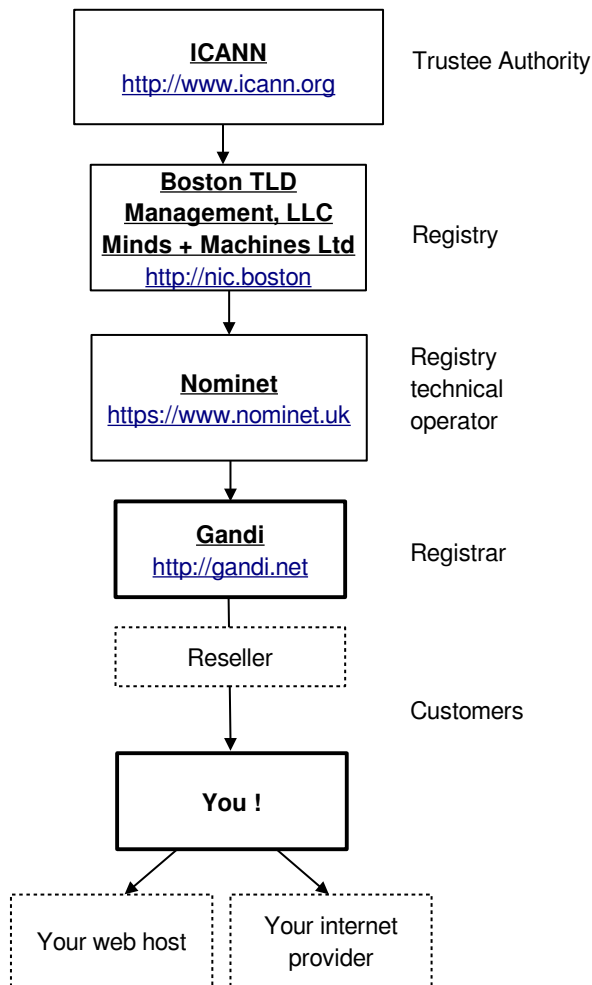 ICANN
http://www.icann.org
Trustee Authority
Boston TLD
Management, LLC
Minds + Machines Ltd
http://nic.boston
Registry
Nominet
https://www.nominet.uk
Registry
technical
operator
Gandi
http://gandi.net
Registrar
Reseller
Customers
You !
Your web host
Your internet
provider